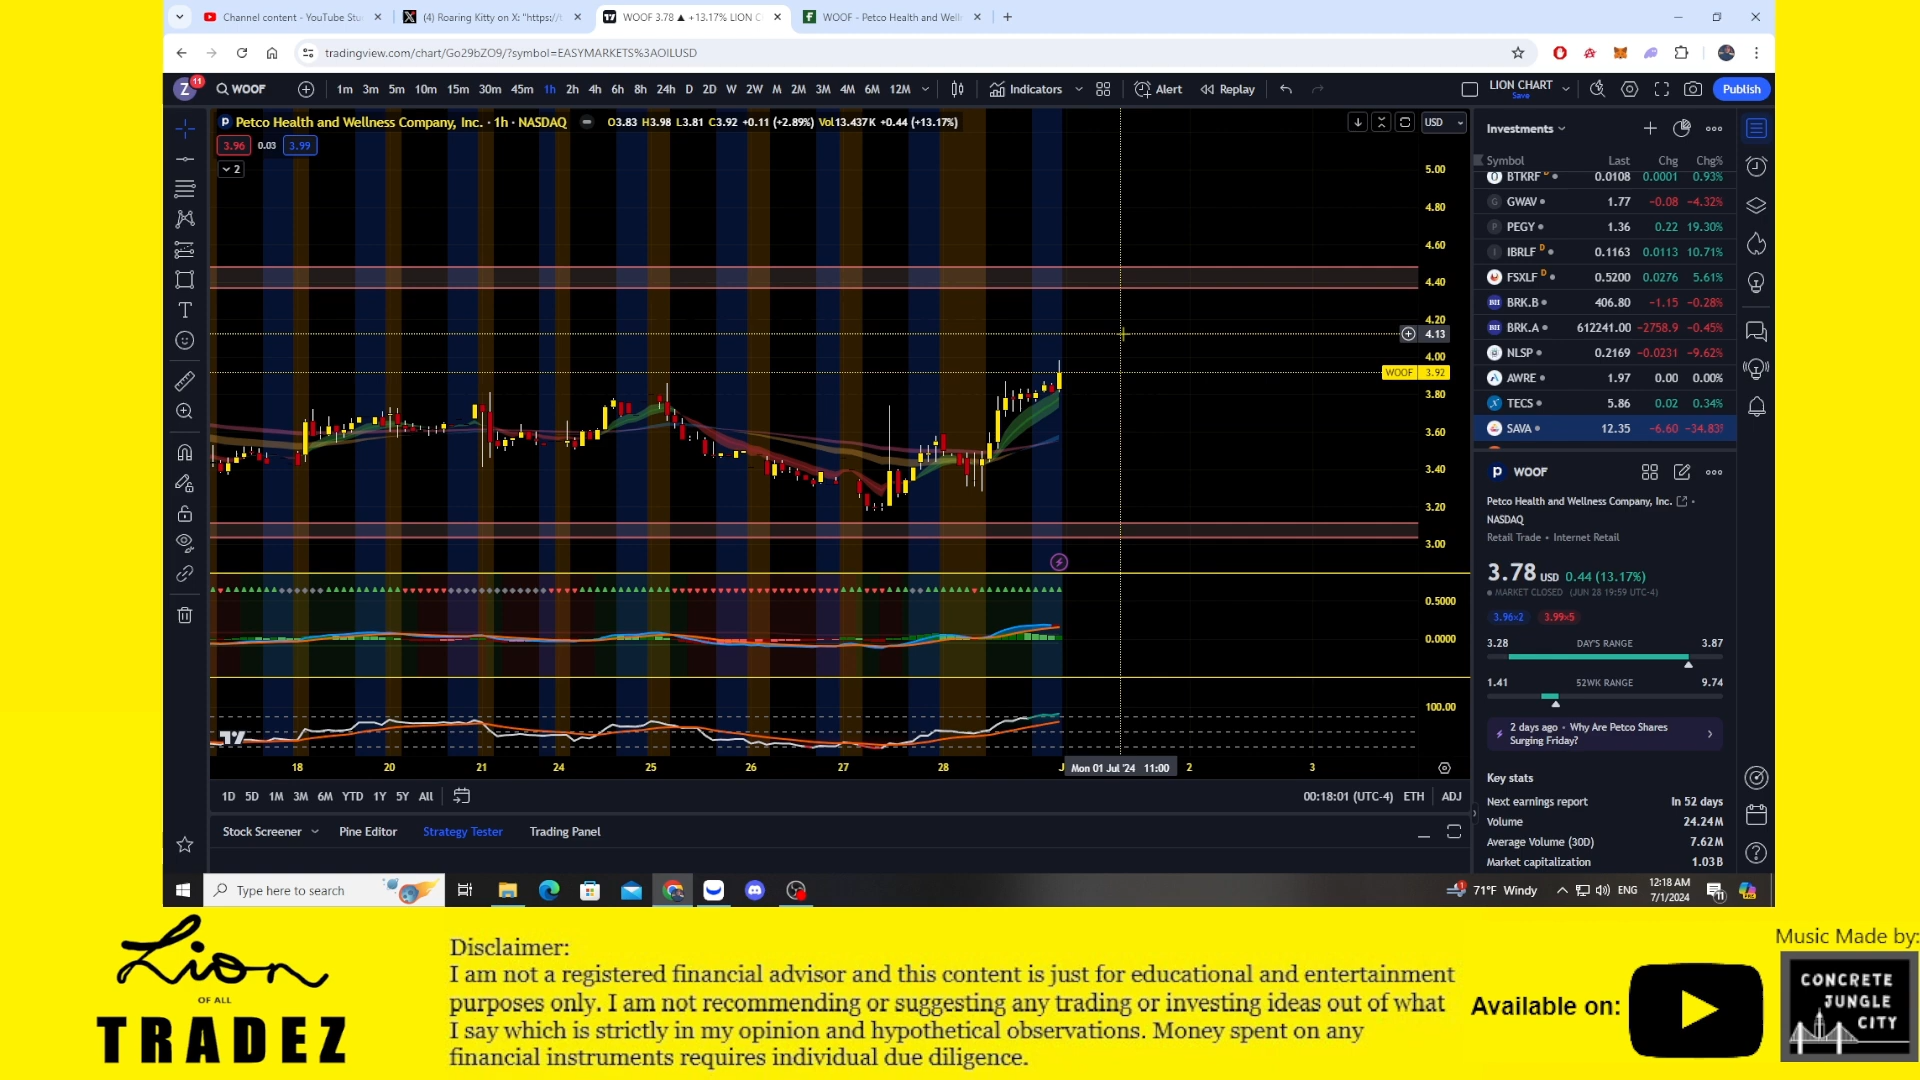 Channel content - YouTube Stu
(4) Roaring Kitty on X: "https://
WOOF 3.78 ▲ +13.17% LION C
WOOF - Petco Health and Well
tradingview.com/chart/Go29bZO9/?symbol=EASYMARKETS%3AOILUSD
Z 11 WOOF 1m 3m 5m 10m 15m 30m 45m 1h 2h 4h 6h 8h 24h D 2D W 2W M 2M 3M 4M 6M 12M Indicators Alert Replay LION CHART Save Publish
Petco Health and Wellness Company, Inc. · 1h · NASDAQ O3.83 H3.98 L3.81 C3.92 +0.11 (+2.89%) Vol13.437K +0.44 (+13.17%)
3.96 0.03 3.99
2
USD
5.00
4.80
4.60
4.40
4.20
4.13
4.00
WOOF 3.92
3.80
3.60
3.40
3.20
3.00
0.5000
0.0000
100.00
18 20 21 24 25 26 27 28 Mon 01 Jul '24 11:00 2 3
1D 5D 1M 3M 6M YTD 1Y 5Y All 00:18:01 (UTC-4) ETH ADJ
Stock Screener Pine Editor Strategy Tester Trading Panel
Investments
Symbol Last Chg Chg%
BTKRF D 0.0108 0.0001 0.93%
GWAV 1.77 −0.08 −4.32%
PEGY 1.36 0.22 19.30%
IBRLF D 0.1163 0.0113 10.71%
FSXLF D 0.5200 0.0276 5.61%
BRK.B 406.80 −1.15 −0.28%
BRK.A 612241.00 −2758.9 −0.45%
NLSP 0.2169 −0.0231 −9.62%
AWRE 1.97 0.00 0.00%
TECS 5.86 0.02 0.34%
SAVA 12.35 −6.60 −34.83
WOOF
Petco Health and Wellness Company, Inc.
NASDAQ
Retail Trade • Internet Retail
3.78 USD 0.44 (13.17%)
MARKET CLOSED (JUN 28 19:59 UTC-4)
3.96×2 3.99×5
3.28 DAY'S RANGE 3.87
1.41 52WK RANGE 9.74
2 days ago • Why Are Petco Shares
Surging Friday?
Key stats
Next earnings report In 52 days
Volume 24.24M
Average Volume (30D) 7.62M
Market capitalization 1.03B
Type here to search
71°F Windy ENG 12:18 AM
7/1/2024
Lion
OF ALL
TRADEZ
Disclaimer:
I am not a registered financial advisor and this content is just for educational and entertainment
purposes only. I am not recommending or suggesting any trading or investing ideas out of what
I say which is strictly in my opinion and hypothetical observations. Money spent on any
financial instruments requires individual due diligence.
Available on:
Music Made by:
CONCRETE
JUNGLE
CITY